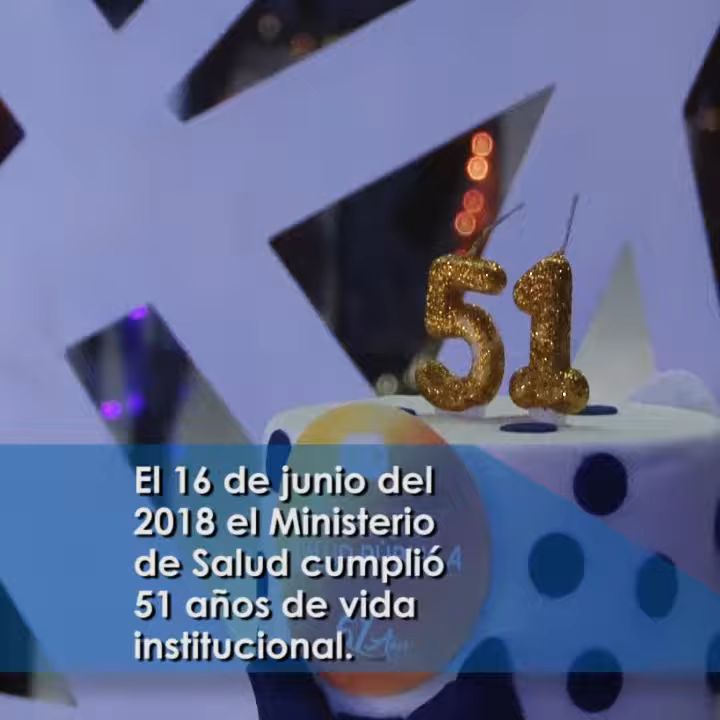 51
El 16 de junio del
2018 el Ministerio
de Salud cumplió
51 años de vida
institucional.